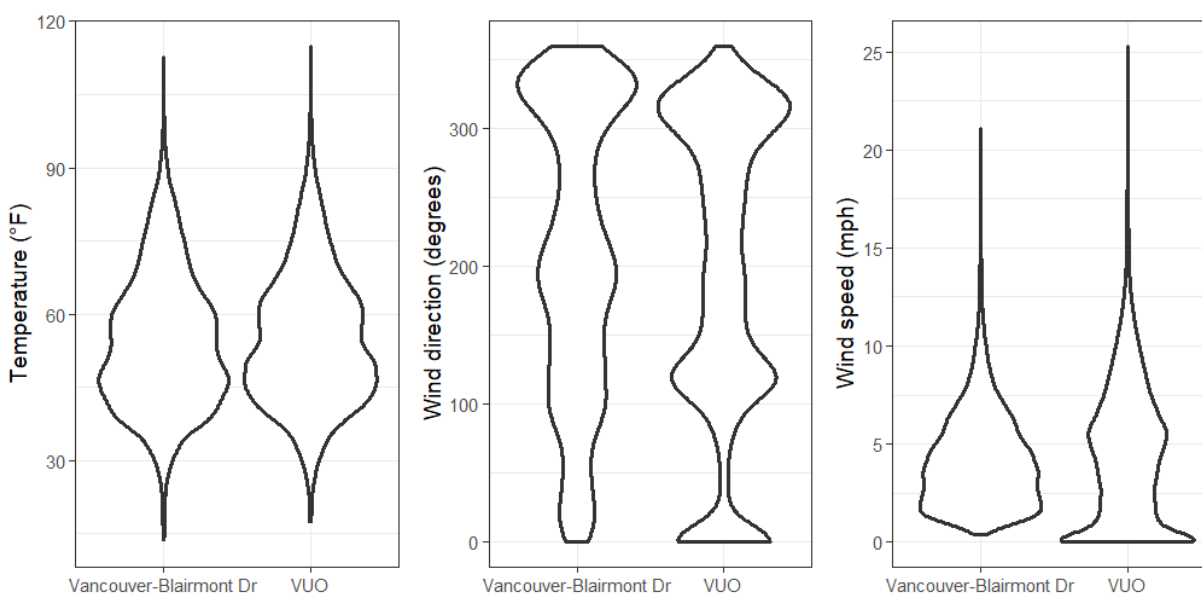 Temperature (°F)
120
90
60
30
Vancouver-Blairmont Dr
VUO
Wind direction (degrees)
300
200
100
0
Vancouver-Blairmont Dr
VUO
Wind speed (mph)
25
20
15
10
5
0
Vancouver-Blairmont Dr
VUO